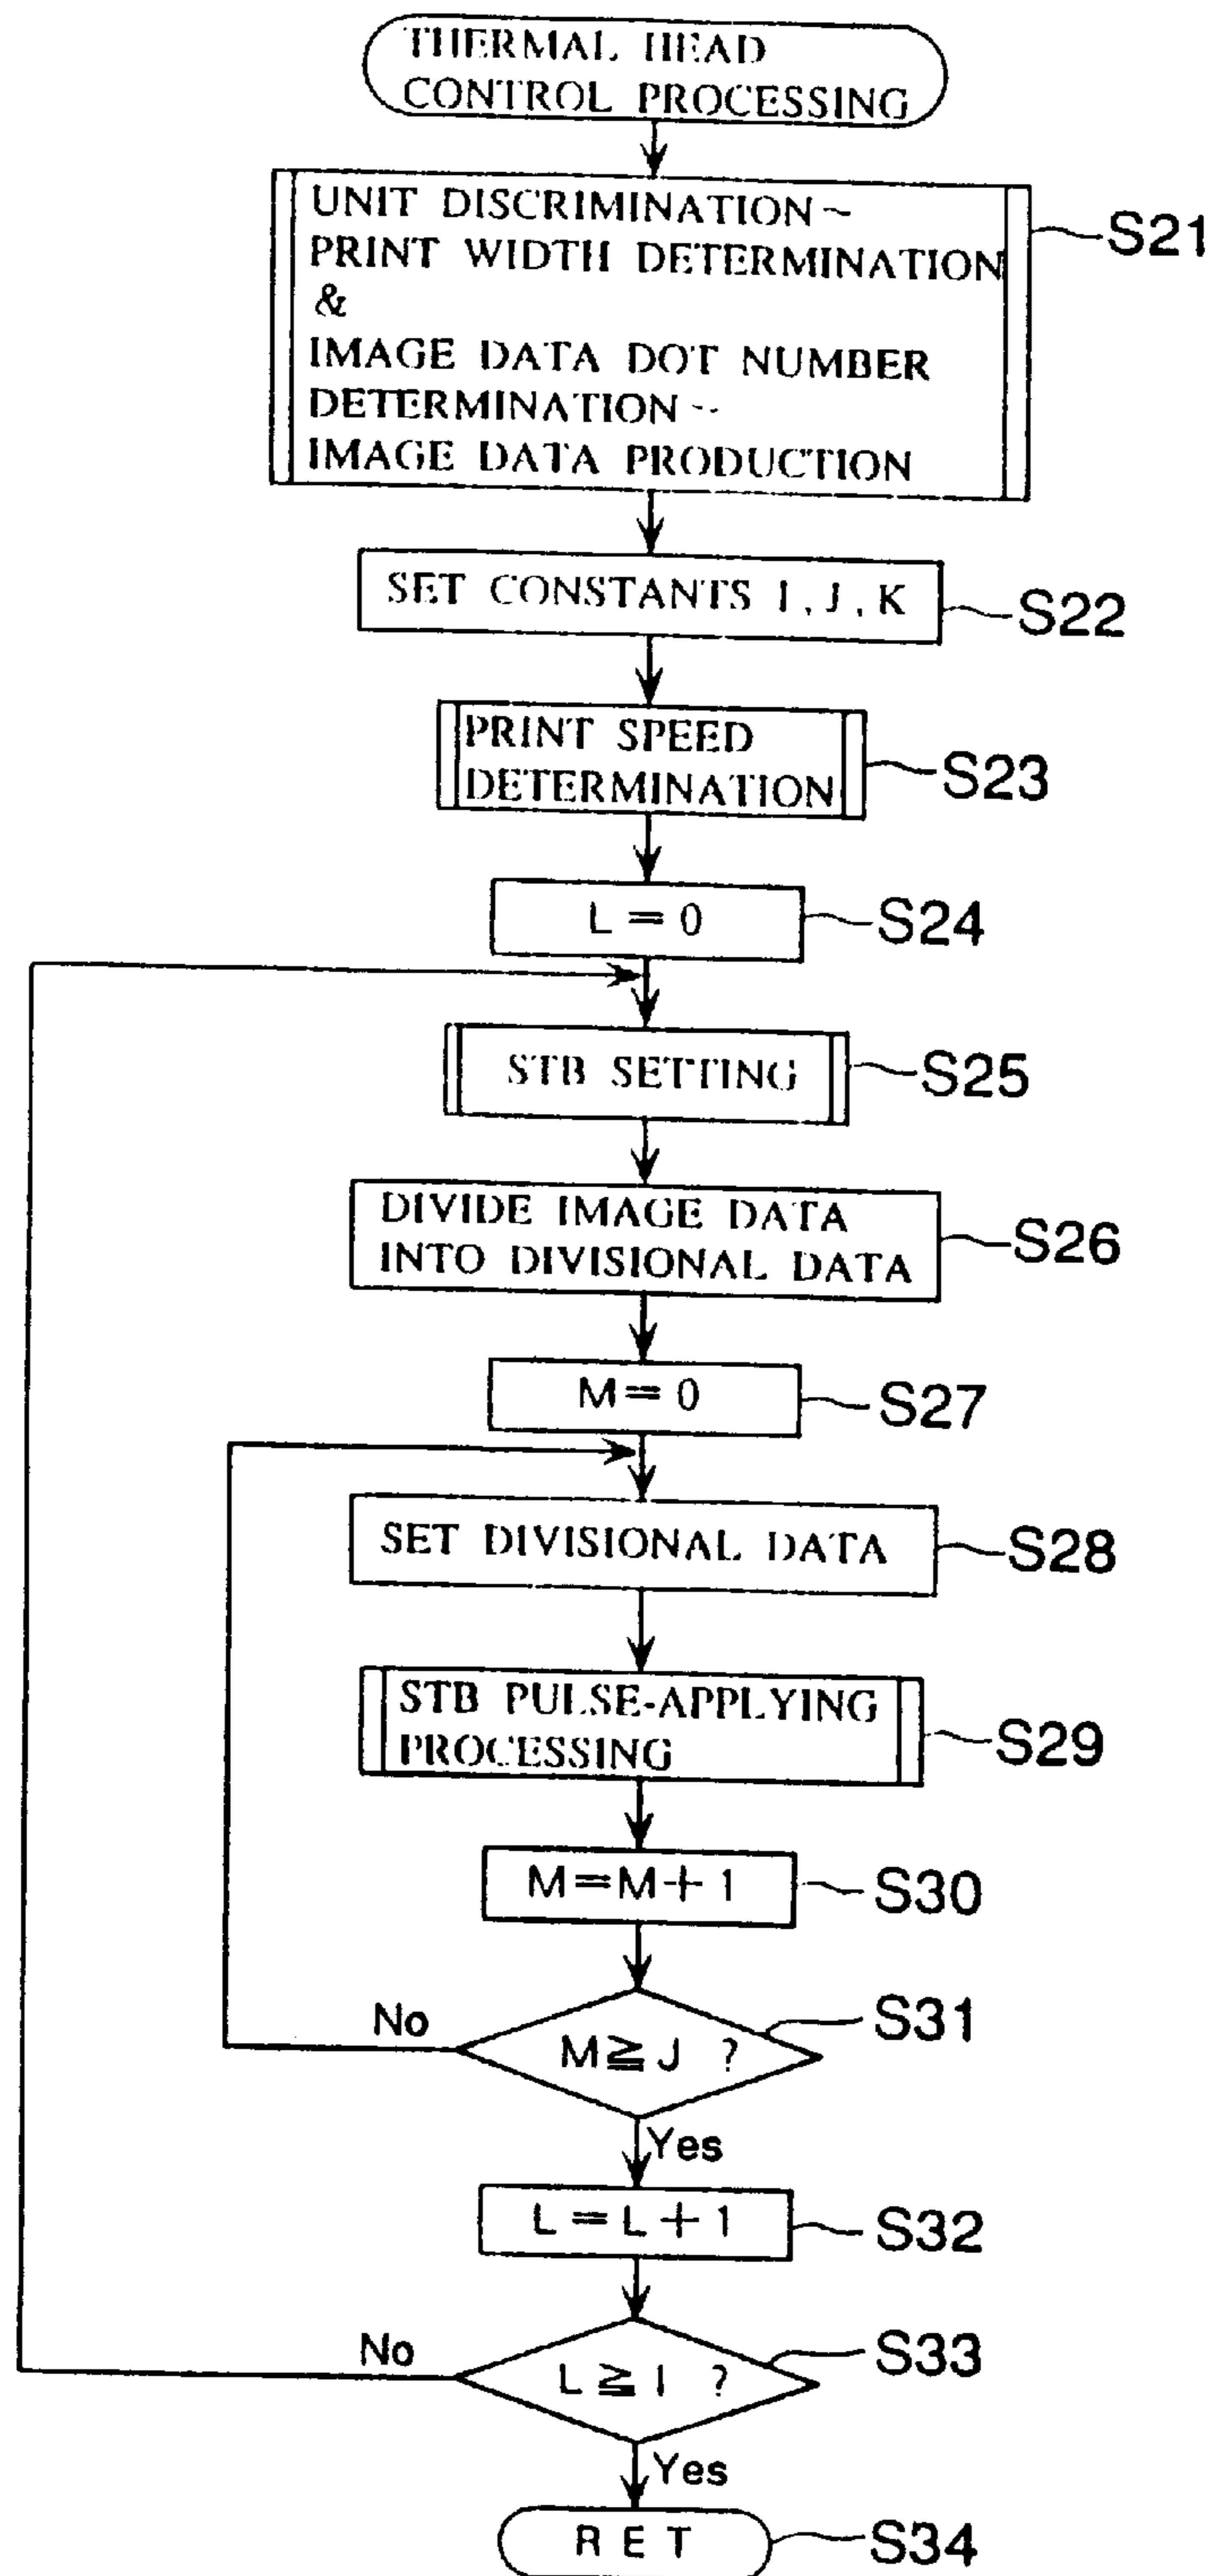 THERMAL HEAD
CONTROL PROCESSING
UNIT DISCRIMINATION~
PRINT WIDTH DETERMINATION
&
IMAGE DATA DOT NUMBER
DETERMINATION~
IMAGE DATA PRODUCTION
S21
SET CONSTANTS I, J, K
S22
PRINT SPEED
DETERMINATION
S23
L = 0
S24
STB SETTING
S25
DIVIDE IMAGE DATA
INTO DIVISIONAL DATA
S26
M = 0
S27
SET DIVISIONAL DATA
S28
STB PULSE-APPLYING
PROCESSING
S29
M = M + 1
S30
M ≧ J ?
S31
No
Yes
L = L + 1
S32
L ≧ I ?
S33
No
Yes
RET
S34